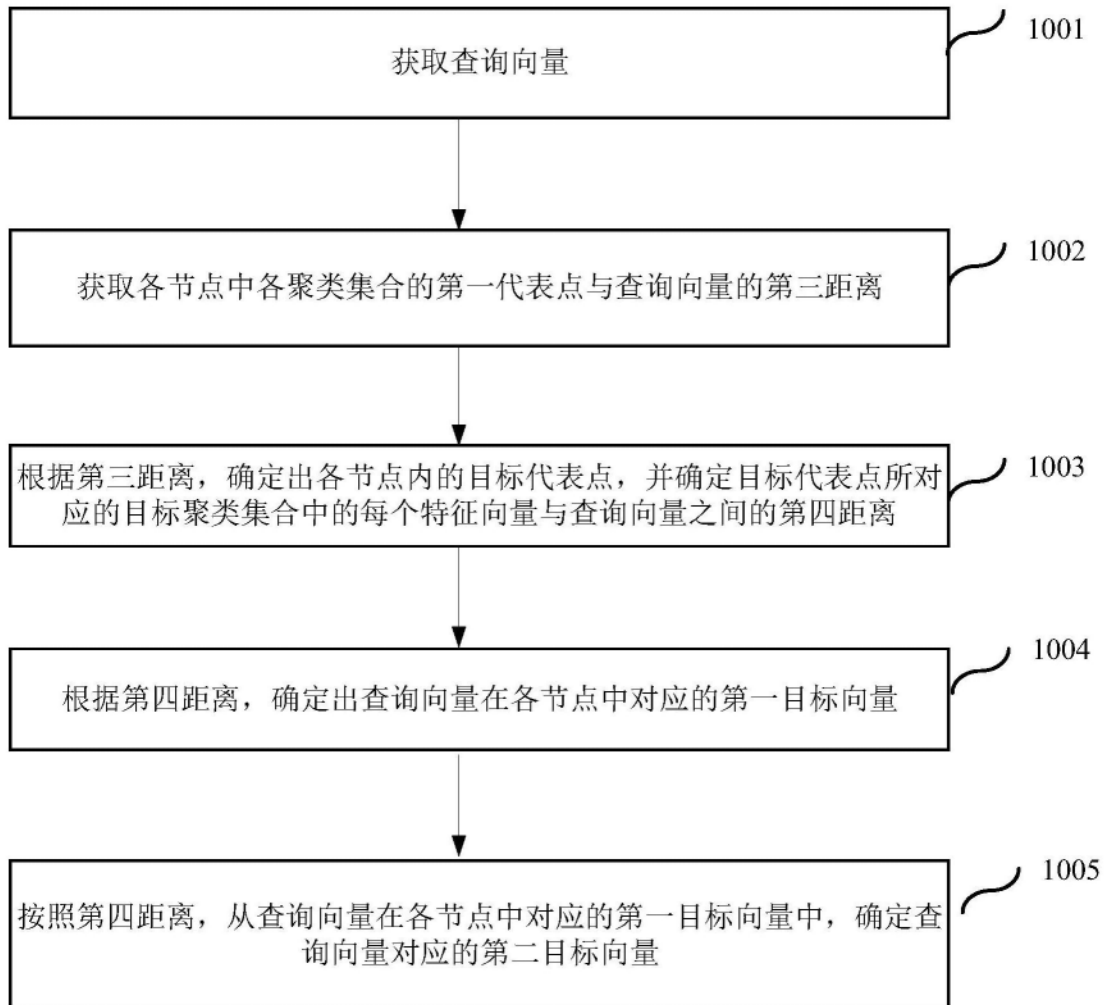 1001
获取查询向量
1002
获取各节点中各聚类集合的第一代表点与查询向量的第三距离
1003
根据第三距离，确定出各节点内的目标代表点，并确定目标代表点所对
应的目标聚类集合中的每个特征向量与查询向量之间的第四距离
1004
根据第四距离，确定出查询向量在各节点中对应的第一目标向量
1005
按照第四距离，从查询向量在各节点中对应的第一目标向量中，确定查
询向量对应的第二目标向量